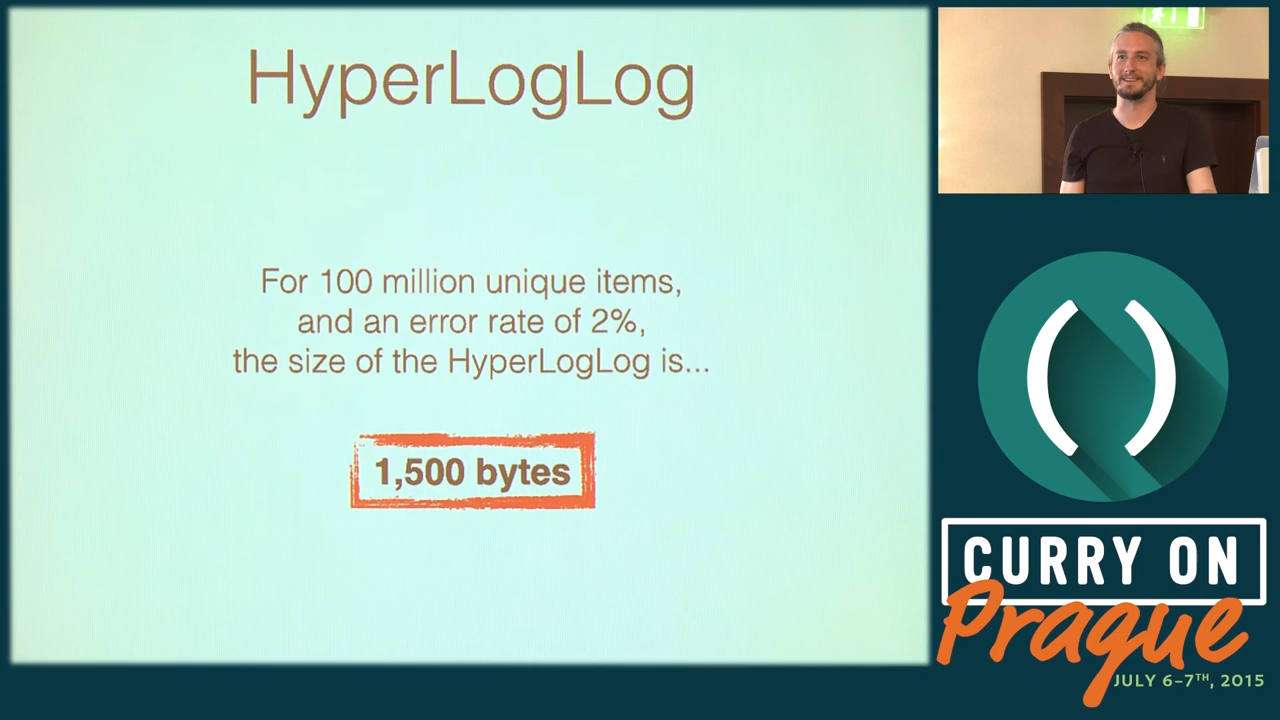 HyperLogLog
For 100 million unique items,
and an error rate of 2%,
the size of the HyperLogLog is...
1,500 bytes
CURRY ON
Prague
JULY 6–7TH, 2015